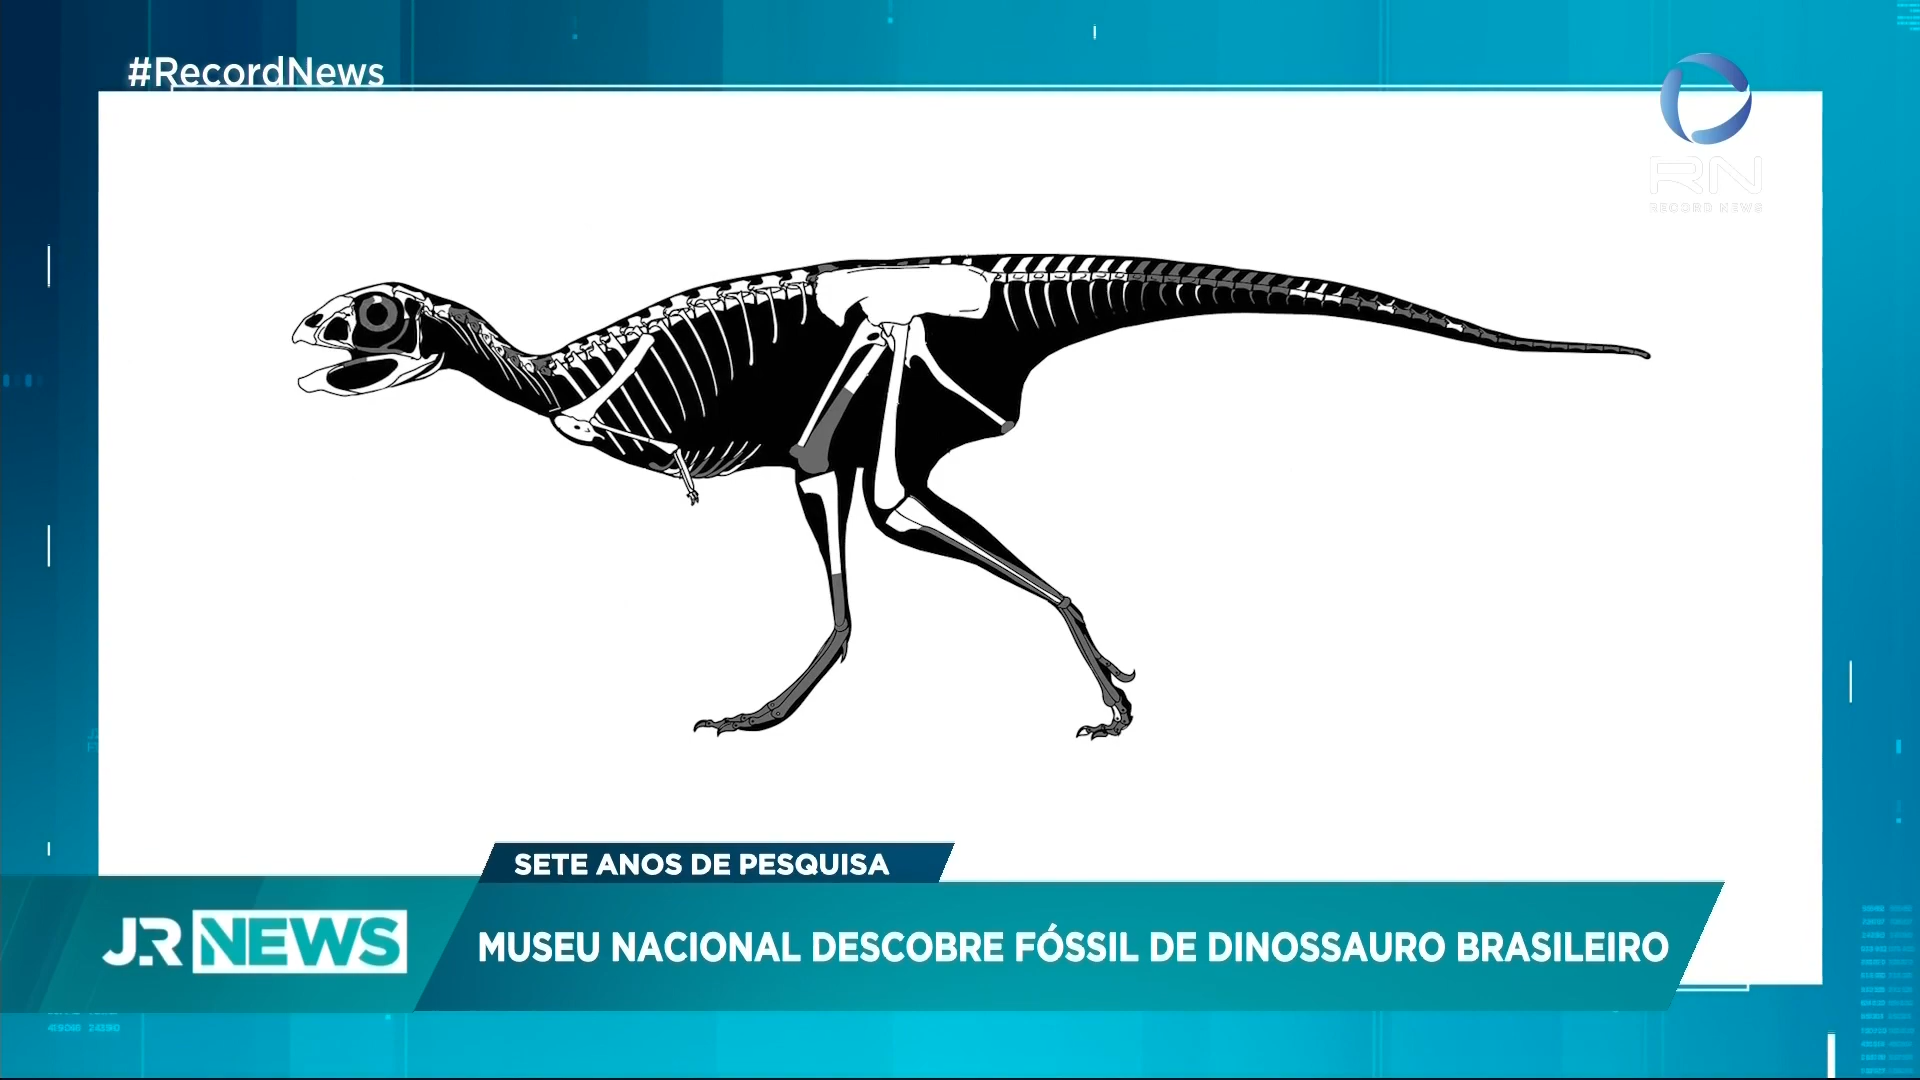 #RecordNews
RN
RECORD NEWS
SETE ANOS DE PESQUISA
JR NEWS
MUSEU NACIONAL DESCOBRE FÓSSIL DE DINOSSAURO BRASILEIRO